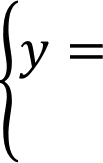 {y =